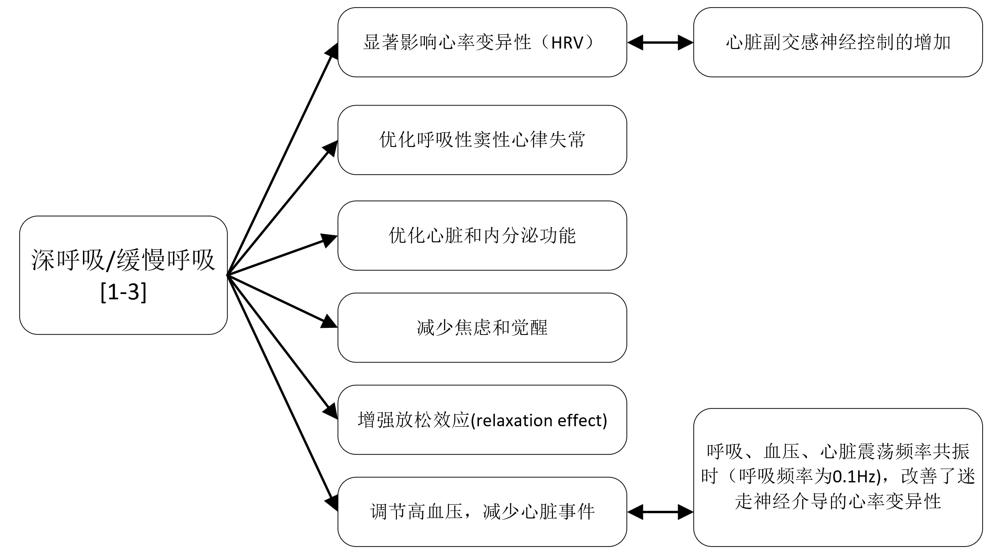 显著影响心率变异性（HRV）
心脏副交感神经控制的增加
优化呼吸性窦性心律失常
优化心脏和内分泌功能
深呼吸/缓慢呼吸
[1-3]
减少焦虑和觉醒
增强放松效应(relaxation effect)
呼吸、血压、心脏震荡频率共振
时（呼吸频率为0.1Hz)，改善了迷
走神经介导的心率变异性
调节高血压，减少心脏事件